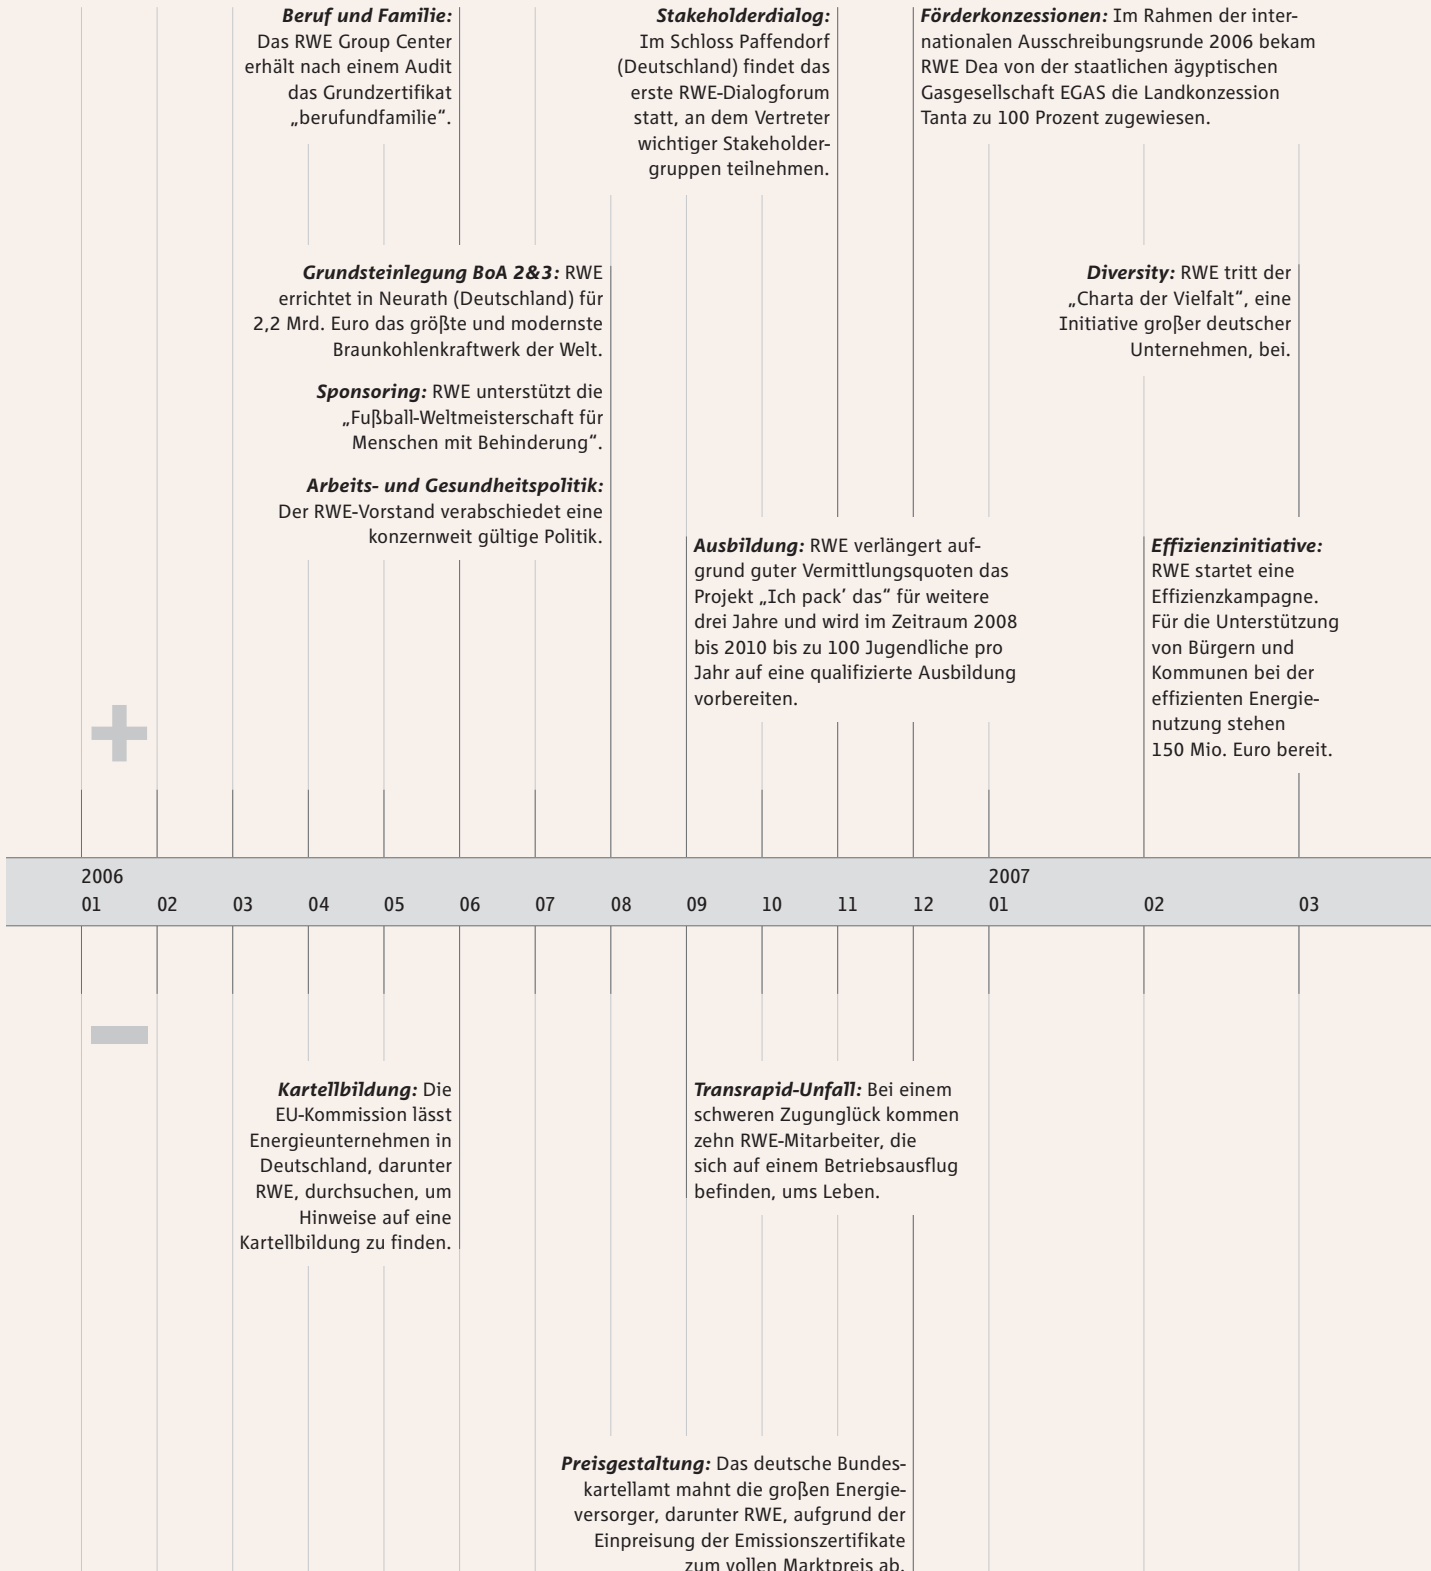 Beruf und Familie:
Das RWE Group Center
erhält nach einem Audit
das Grundzertifikat
„berufundfamilie“.
Stakeholderdialog:
Im Schloss Paffendorf
(Deutschland) findet das
erste RWE-Dialogforum
statt, an dem Vertreter
wichtiger Stakeholder-
gruppen teilnehmen.
Förderkonzessionen: Im Rahmen der inter-
nationalen Ausschreibungsrunde 2006 bekam
RWE Dea von der staatlichen ägyptischen
Gasgesellschaft EGAS die Landkonzession
Tanta zu 100 Prozent zugewiesen.
Grundsteinlegung BoA 2&3: RWE
errichtet in Neurath (Deutschland) für
2,2 Mrd. Euro das größte und modernste
Braunkohlenkraftwerk der Welt.
Sponsoring: RWE unterstützt die
„Fußball-Weltmeisterschaft für
Menschen mit Behinderung“.
Arbeits- und Gesundheitspolitik:
Der RWE-Vorstand verabschiedet eine
konzernweit gültige Politik.
Diversity: RWE tritt der
„Charta der Vielfalt“, eine
Initiative großer deutscher
Unternehmen, bei.
Ausbildung: RWE verlängert auf-
grund guter Vermittlungsquoten das
Projekt „Ich pack’ das“ für weitere
drei Jahre und wird im Zeitraum 2008
bis 2010 bis zu 100 Jugendliche pro
Jahr auf eine qualifizierte Ausbildung
vorbereiten.
Effizienzinitiative:
RWE startet eine
Effizienzkampagne.
Für die Unterstützung
von Bürgern und
Kommunen bei der
effizienten Energie-
nutzung stehen
150 Mio. Euro bereit.
2006 2007
01 02 03 04 05 06 07 08 09 10 11 12 01 02 03
Kartellbildung: Die
EU-Kommission lässt
Energieunternehmen in
Deutschland, darunter
RWE, durchsuchen, um
Hinweise auf eine
Kartellbildung zu finden.
Transrapid-Unfall: Bei einem
schweren Zugunglück kommen
zehn RWE-Mitarbeiter, die
sich auf einem Betriebsausflug
befinden, ums Leben.
Preisgestaltung: Das deutsche Bundes-
kartellamt mahnt die großen Energie-
versorger, darunter RWE, aufgrund der
Einpreisung der Emissionszertifikate
zum vollen Marktpreis ab.